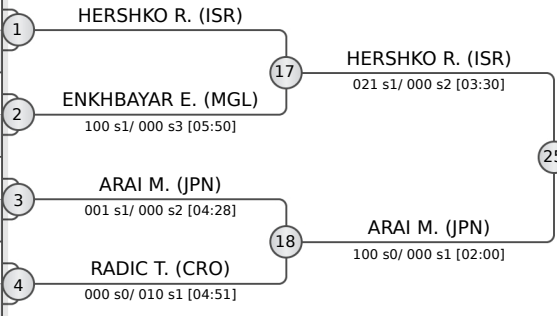 1
HERSHKO R. (ISR)
17
HERSHKO R. (ISR)
021 s1/ 000 s2 [03:30]
2
ENKHBAYAR E. (MGL)
100 s1/ 000 s3 [05:50]
25
3
ARAI M. (JPN)
001 s1/ 000 s2 [04:28]
18
ARAI M. (JPN)
100 s0/ 000 s1 [02:00]
4
RADIC T. (CRO)
000 s0/ 010 s1 [04:51]